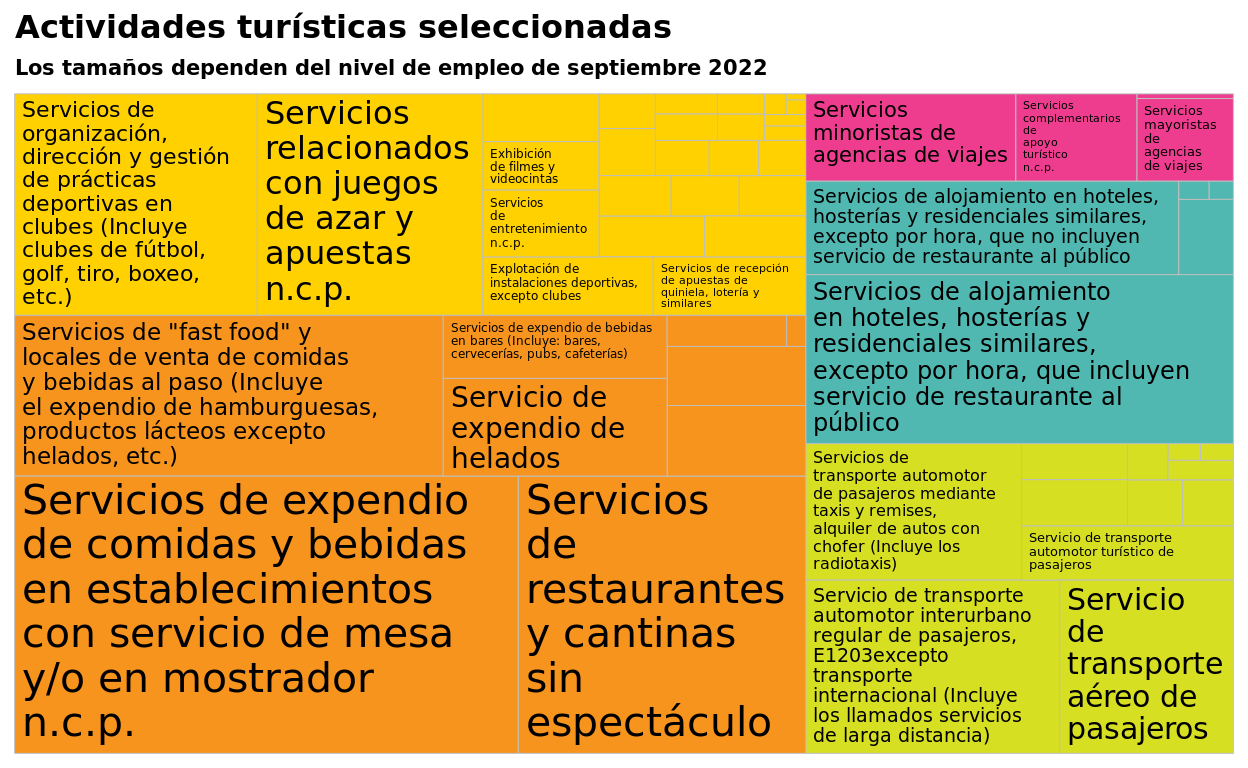 Actividades turísticas seleccionadas
Los tamaños dependen del nivel de empleo de septiembre 2022
Servicios de
organización,
dirección y gestión
de prácticas
deportivas en
clubes (Incluye
clubes de fútbol,
golf, tiro, boxeo,
etc.)
Servicios
relacionados
con juegos
de azar y
apuestas
n.c.p.
Exhibición
de filmes y
videocintas
Servicios
de
entretenimiento
n.c.p.
Explotación de
instalaciones deportivas,
excepto clubes
Servicios de recepción
de apuestas de
quiniela, lotería y
similares
Servicios
minoristas de
agencias de viajes
Servicios
complementarios
de
apoyo
turístico
n.c.p.
Servicios
mayoristas
de
agencias
de viajes
Servicios de alojamiento en hoteles,
hosterías y residenciales similares,
excepto por hora, que no incluyen
servicio de restaurante al público
Servicios de alojamiento
en hoteles, hosterías y
residenciales similares,
excepto por hora, que incluyen
servicio de restaurante al
público
Servicios de "fast food" y
locales de venta de comidas
y bebidas al paso (Incluye
el expendio de hamburguesas,
productos lácteos excepto
helados, etc.)
Servicios de expendio de bebidas
en bares (Incluye: bares,
cervecerías, pubs, cafeterías)
Servicio de
expendio de
helados
Servicios de expendio
de comidas y bebidas
en establecimientos
con servicio de mesa
y/o en mostrador
n.c.p.
Servicios
de
restaurantes
y cantinas
sin
espectáculo
Servicios de
transporte automotor
de pasajeros mediante
taxis y remises,
alquiler de autos con
chofer (Incluye los
radiotaxis)
Servicio de transporte
automotor turístico de
pasajeros
Servicio de transporte
automotor interurbano
regular de pasajeros,
E1203excepto
transporte
internacional (Incluye
los llamados servicios
de larga distancia)
Servicio
de
transporte
aéreo de
pasajeros